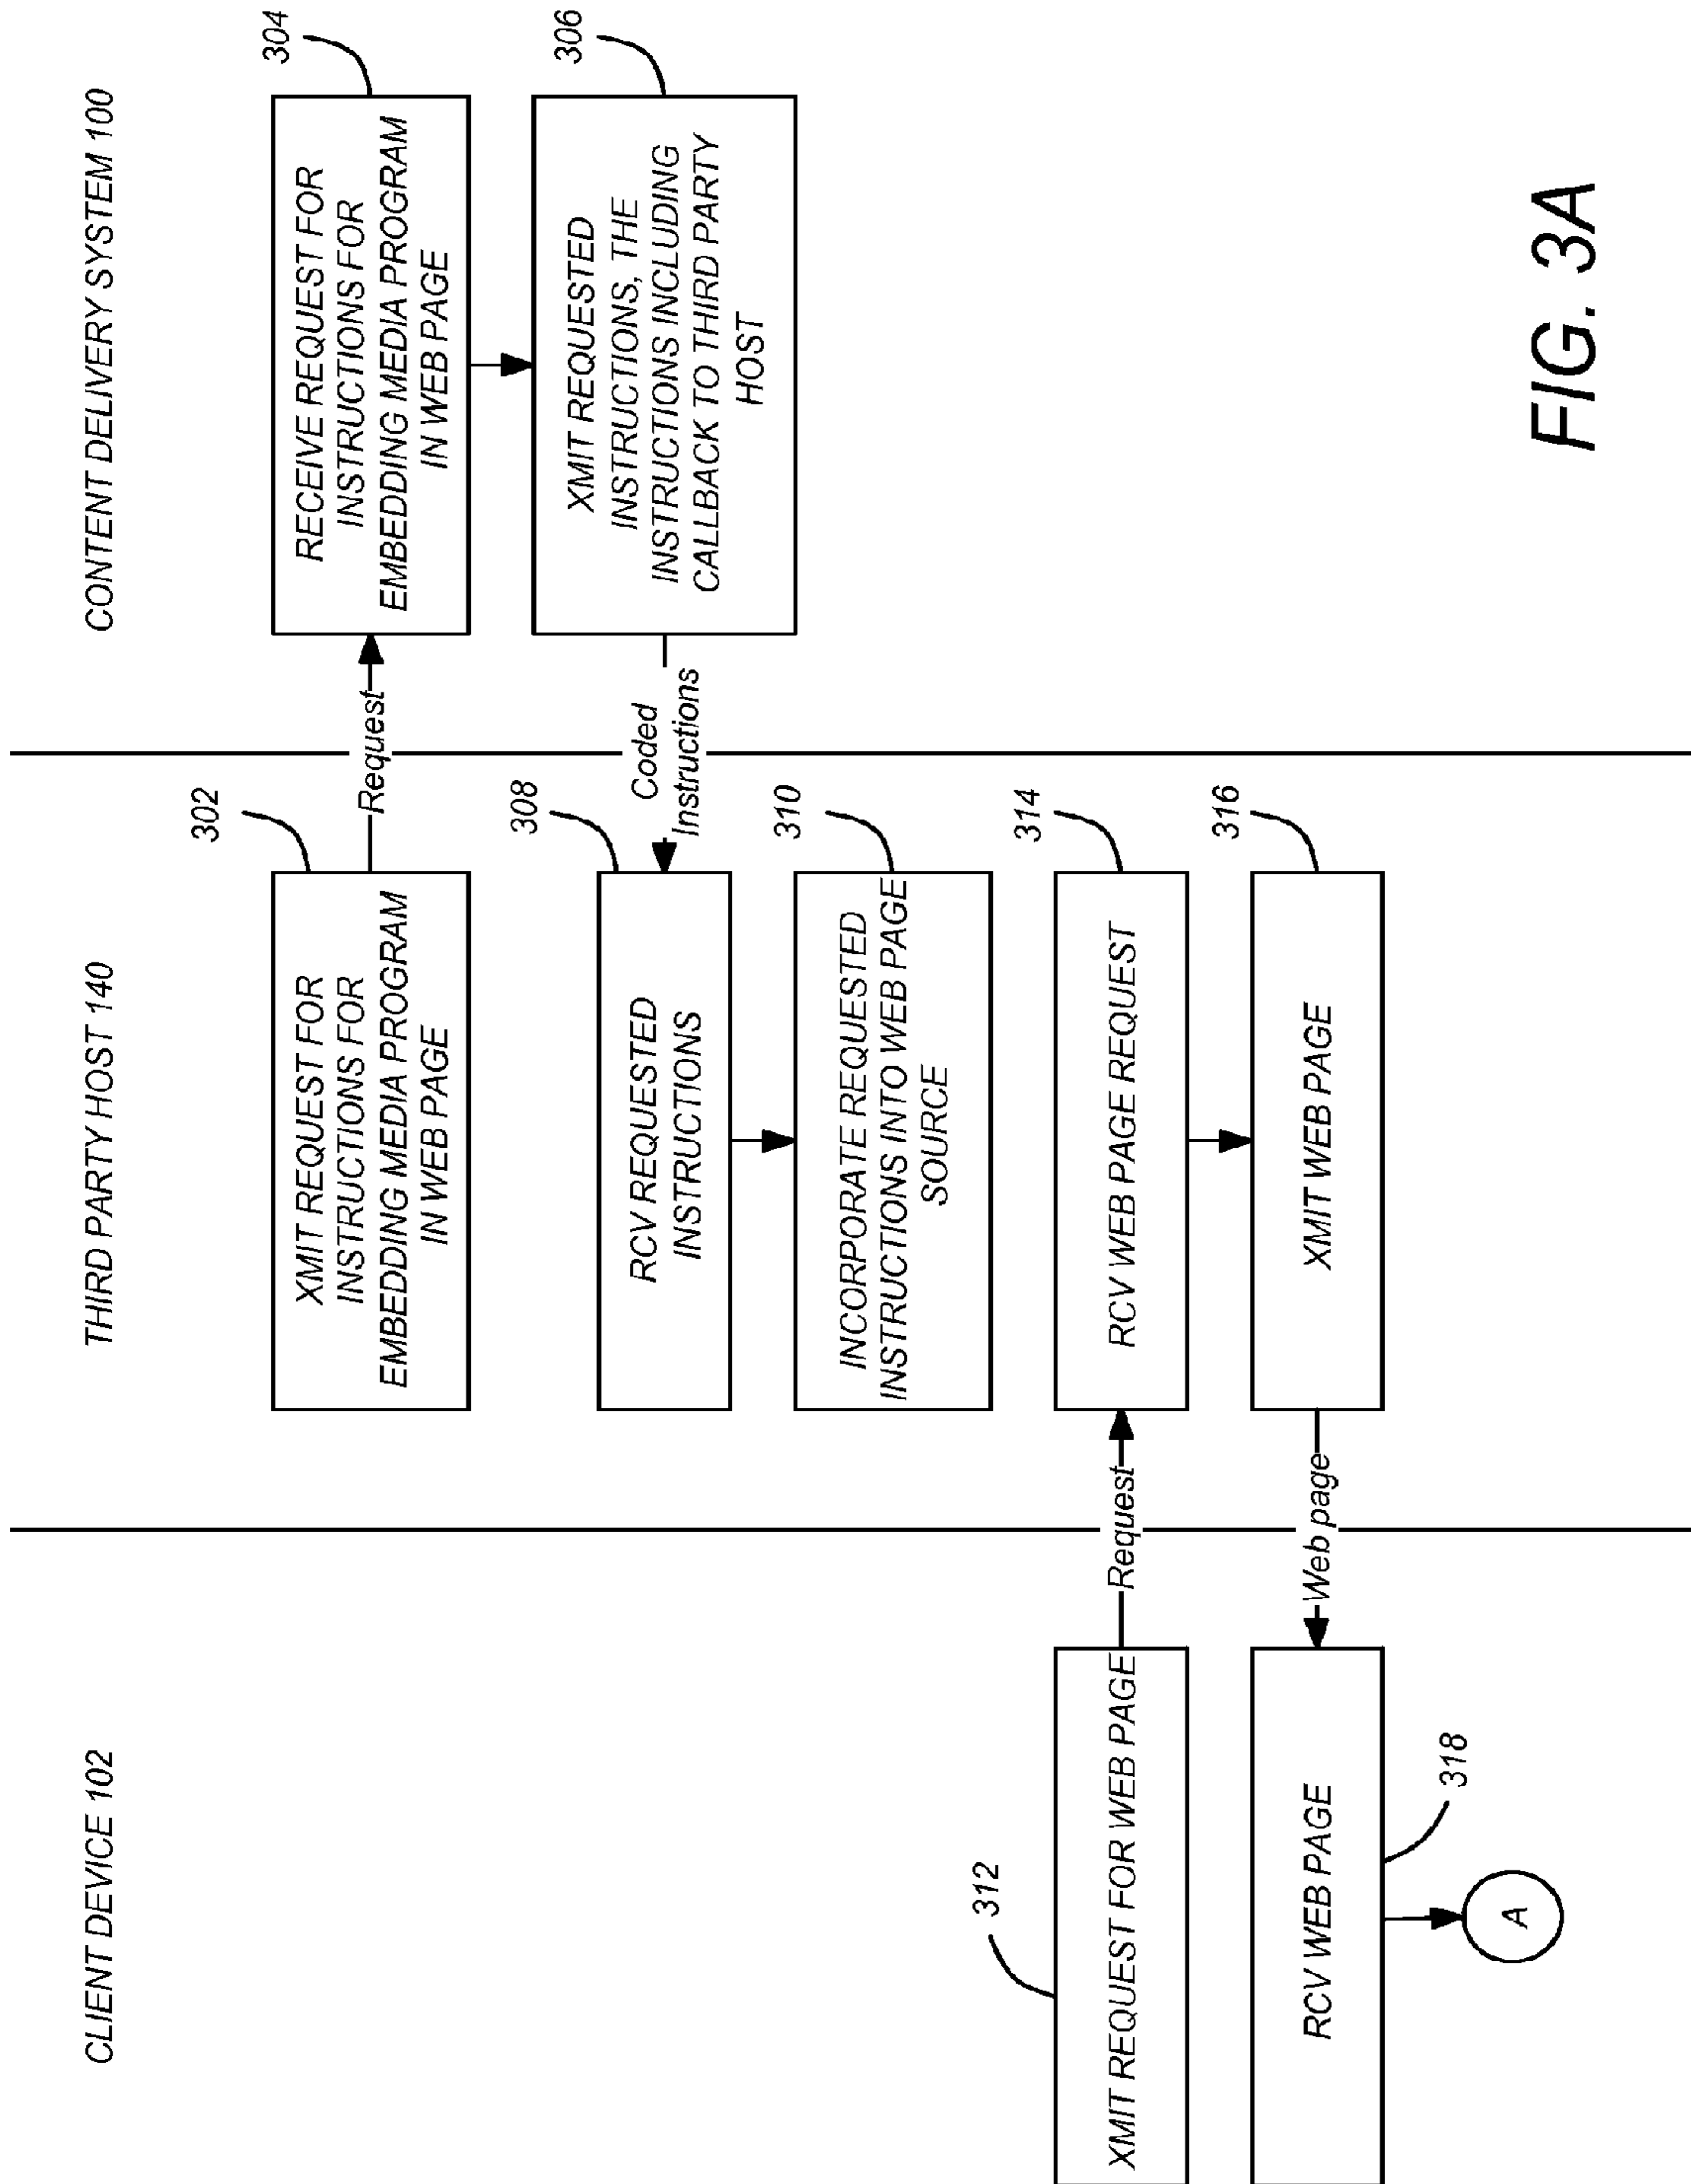 CLIENT DEVICE 102
THIRD PARTY HOST 140
CONTENT DELIVERY SYSTEM 100
302
XMIT REQUEST FOR
INSTRUCTIONS FOR
EMBEDDING MEDIA PROGRAM
IN WEB PAGE
Request
304
RECEIVE REQUEST FOR
INSTRUCTIONS FOR
EMBEDDING MEDIA PROGRAM
IN WEB PAGE
306
XMIT REQUESTED
INSTRUCTIONS, THE
INSTRUCTIONS INCLUDING
CALLBACK TO THIRD PARTY
HOST
Coded
Instructions
308
RCV REQUESTED
INSTRUCTIONS
310
INCORPORATE REQUESTED
INSTRUCTIONS INTO WEB PAGE
SOURCE
312
XMIT REQUEST FOR WEB PAGE
Request
314
RCV WEB PAGE REQUEST
316
XMIT WEB PAGE
Web page
RCV WEB PAGE
318
A
FIG. 3A